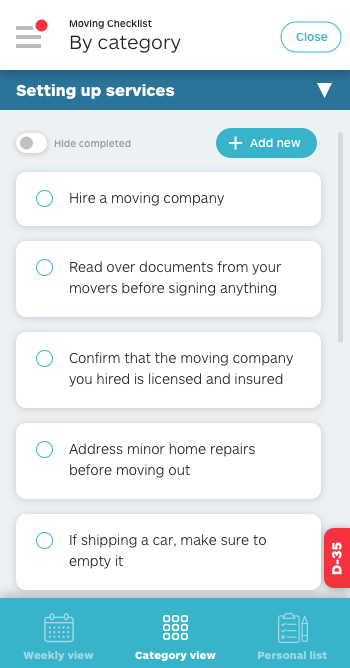 Moving Checklist
By category
Close
Setting up services
Hide completed
Add new
Hire a moving company
Read over documents from your
movers before signing anything
Confirm that the moving company
you hired is licensed and insured
Address minor home repairs
before moving out
If shipping a car, make sure to
empty it
D-35
Weekly view
Category view
Personal list